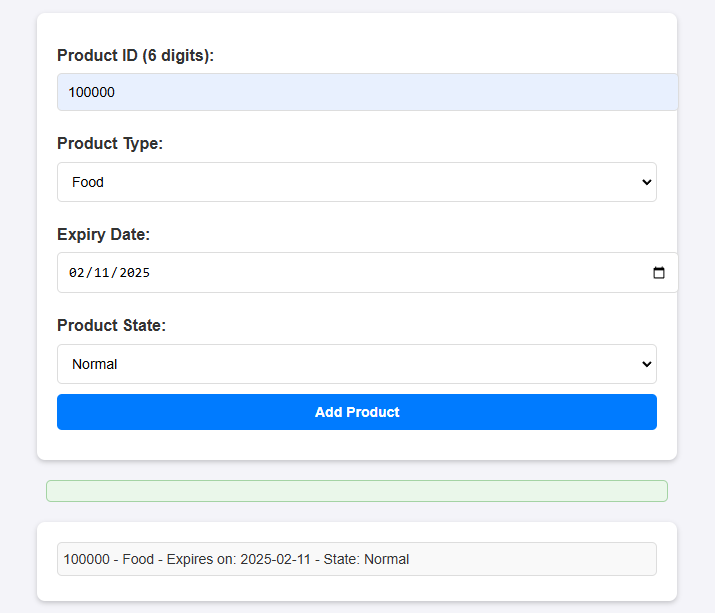 Product ID (6 digits):
100000
Product Type:
Food
Expiry Date:
02/11/2025
Product State:
Normal
Add Product
100000 - Food - Expires on: 2025-02-11 - State: Normal